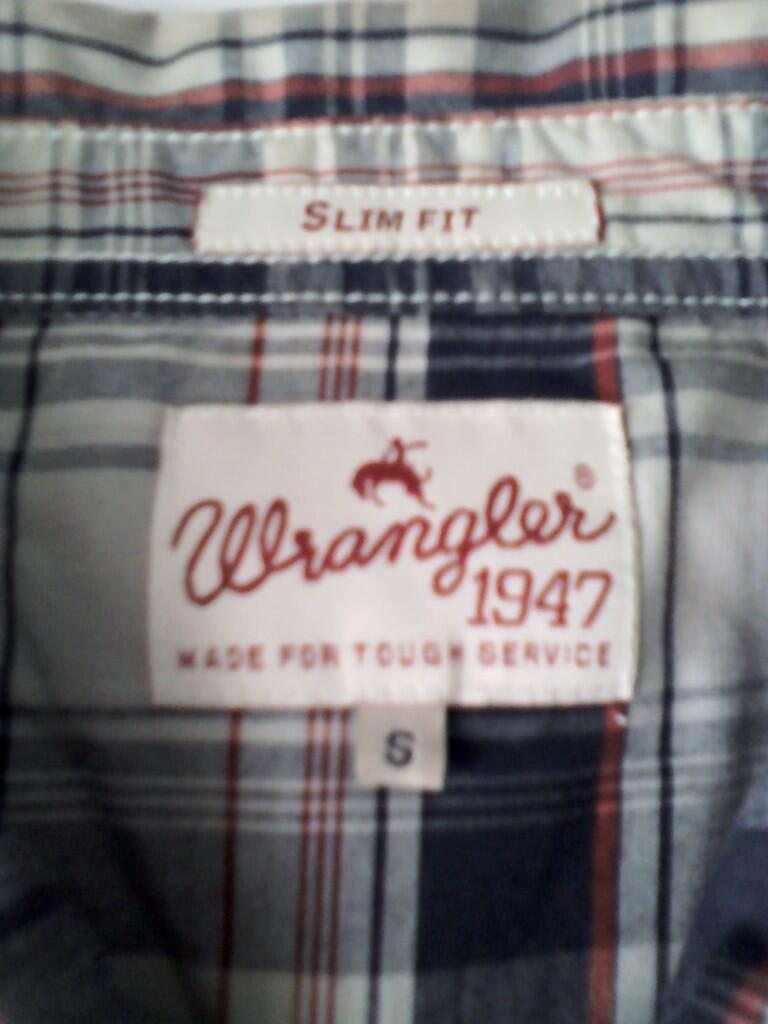 SLIM FIT
Wrangler®
1947
MADE FOR TOUGH SERVICE
S